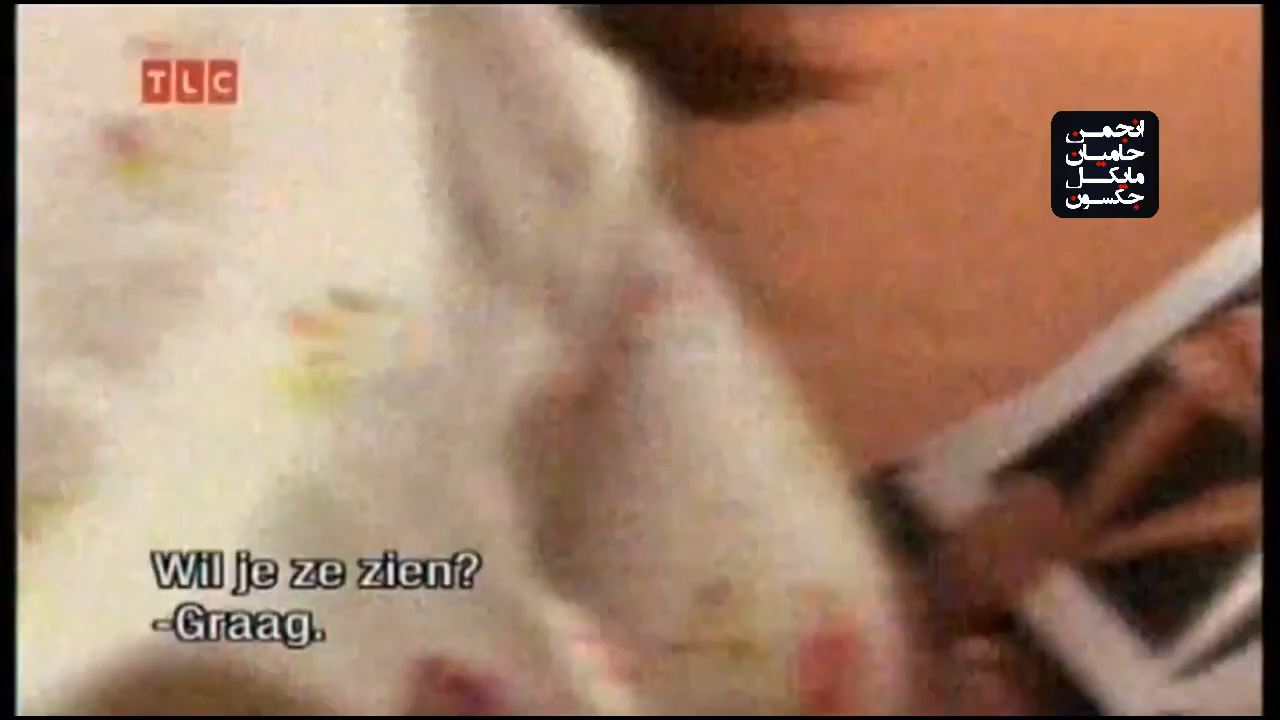 TLC
انجمن
حامیان
مایکل
جکسون
Wil je ze zien?
-Graag.